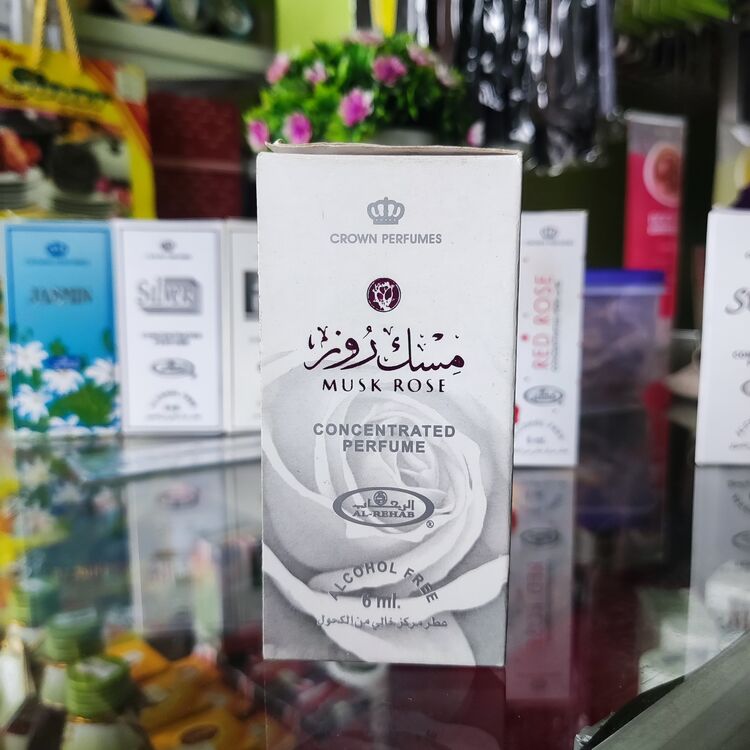 CROWN PERFUMES
مسك روز
MUSK ROSE
CONCENTRATED
PERFUME
الرحاب
AL-REHAB
®
ALCOHOL FREE
6 ml.
عطر مركز خالي من الكحول
JASMIN
Silver
RED ROSE